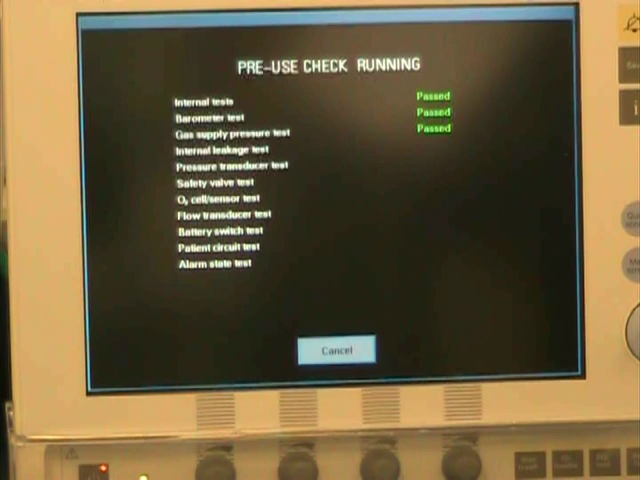 PRE-USE CHECK RUNNING
Internal tests Passed
Barometer test Passed
Gas supply pressure test Passed
Internal leakage test
Pressure transducer test
Safety valve test
O₂ cell/sensor test
Flow transducer test
Battery switch test
Patient circuit test
Alarm state test
Cancel